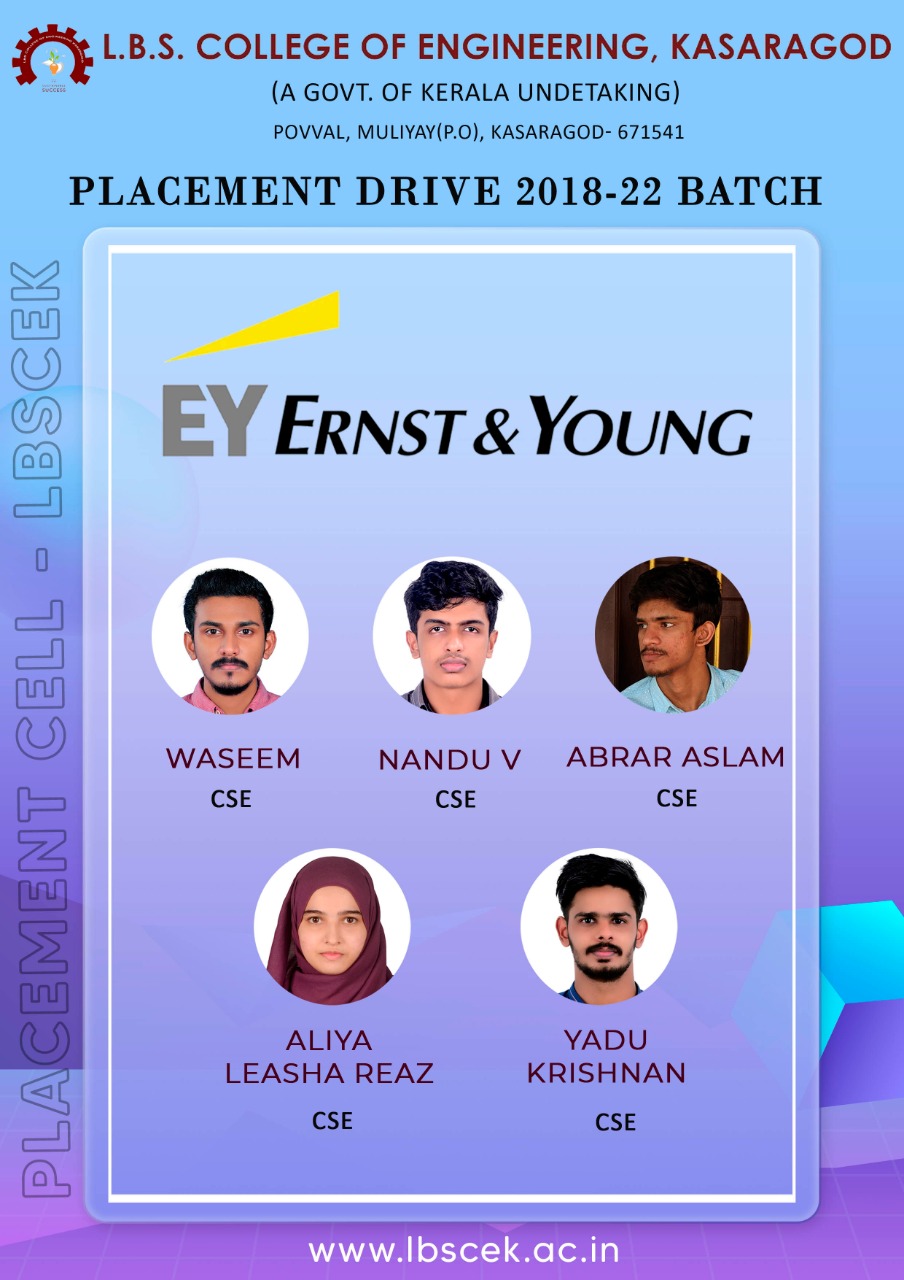 L.B.S. COLLEGE OF ENGINEERING, KASARAGOD
(A GOVT. OF KERALA UNDETAKING)
POVVAL, MULIYAY(P.O), KASARAGOD- 671541
SUCCESS
PLACEMENT DRIVE 2018-22 BATCH
PLACEMENT CELL - LBSCEK
EY ERNST & YOUNG
WASEEM
CSE
NANDU V
CSE
ABRAR ASLAM
CSE
ALIYA
LEASHA REAZ
CSE
YADU
KRISHNAN
CSE
www.lbscek.ac.in